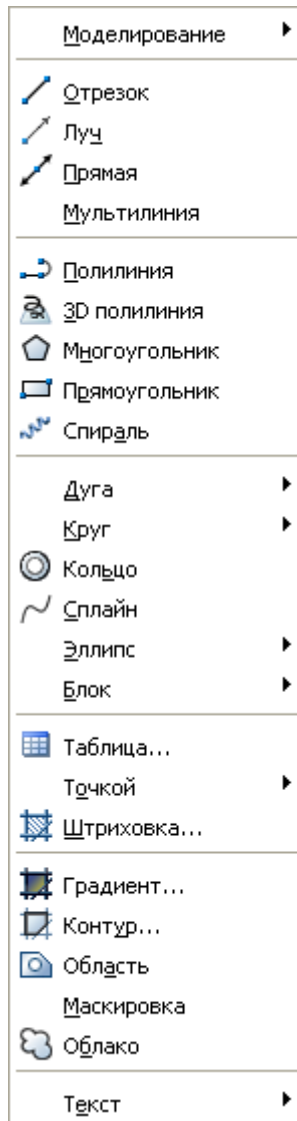 Моделирование
Отрезок
Луч
Прямая
Мультилиния
Полилиния
3D полилиния
Многоугольник
Прямоугольник
Спираль
Дуга
Круг
Кольцо
Сплайн
Эллипс
Блок
Таблица...
Точкой
Штриховка...
Градиент...
Контур...
Область
Маскировка
Облако
Текст